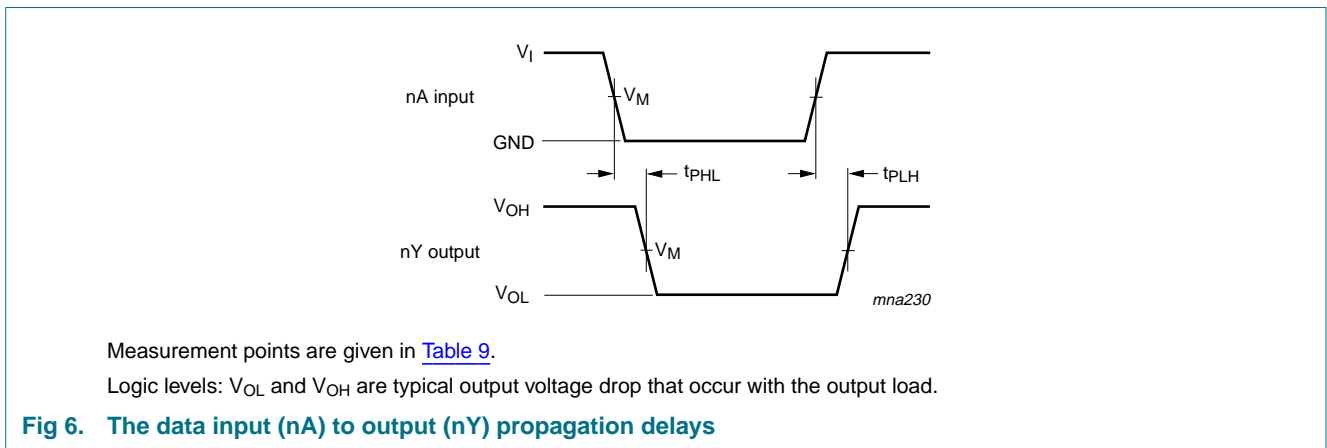 V_I
nA input
V_M
GND
t_PHL
t_PLH
V_OH
nY output
V_M
V_OL
mna230
Measurement points are given in Table 9.
Logic levels: V_OL and V_OH are typical output voltage drop that occur with the output load.
Fig 6. The data input (nA) to output (nY) propagation delays